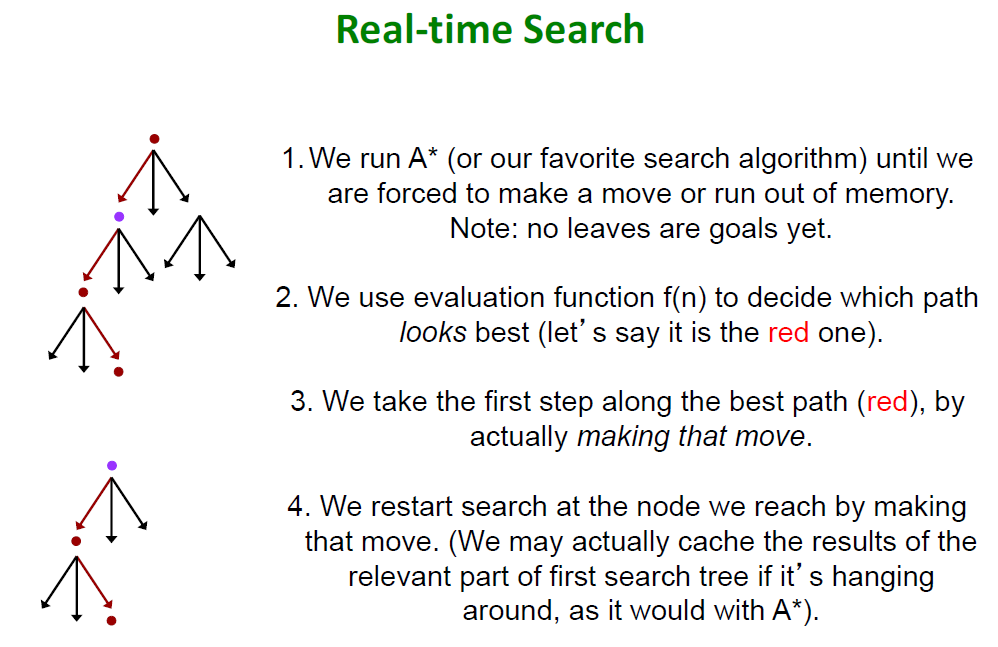 Real-time Search
1. We run A* (or our favorite search algorithm) until we
are forced to make a move or run out of memory.
Note: no leaves are goals yet.
2. We use evaluation function f(n) to decide which path
looks best (let’s say it is the red one).
3. We take the first step along the best path (red), by
actually making that move.
4. We restart search at the node we reach by making
that move. (We may actually cache the results of the
relevant part of first search tree if it’s hanging
around, as it would with A*).